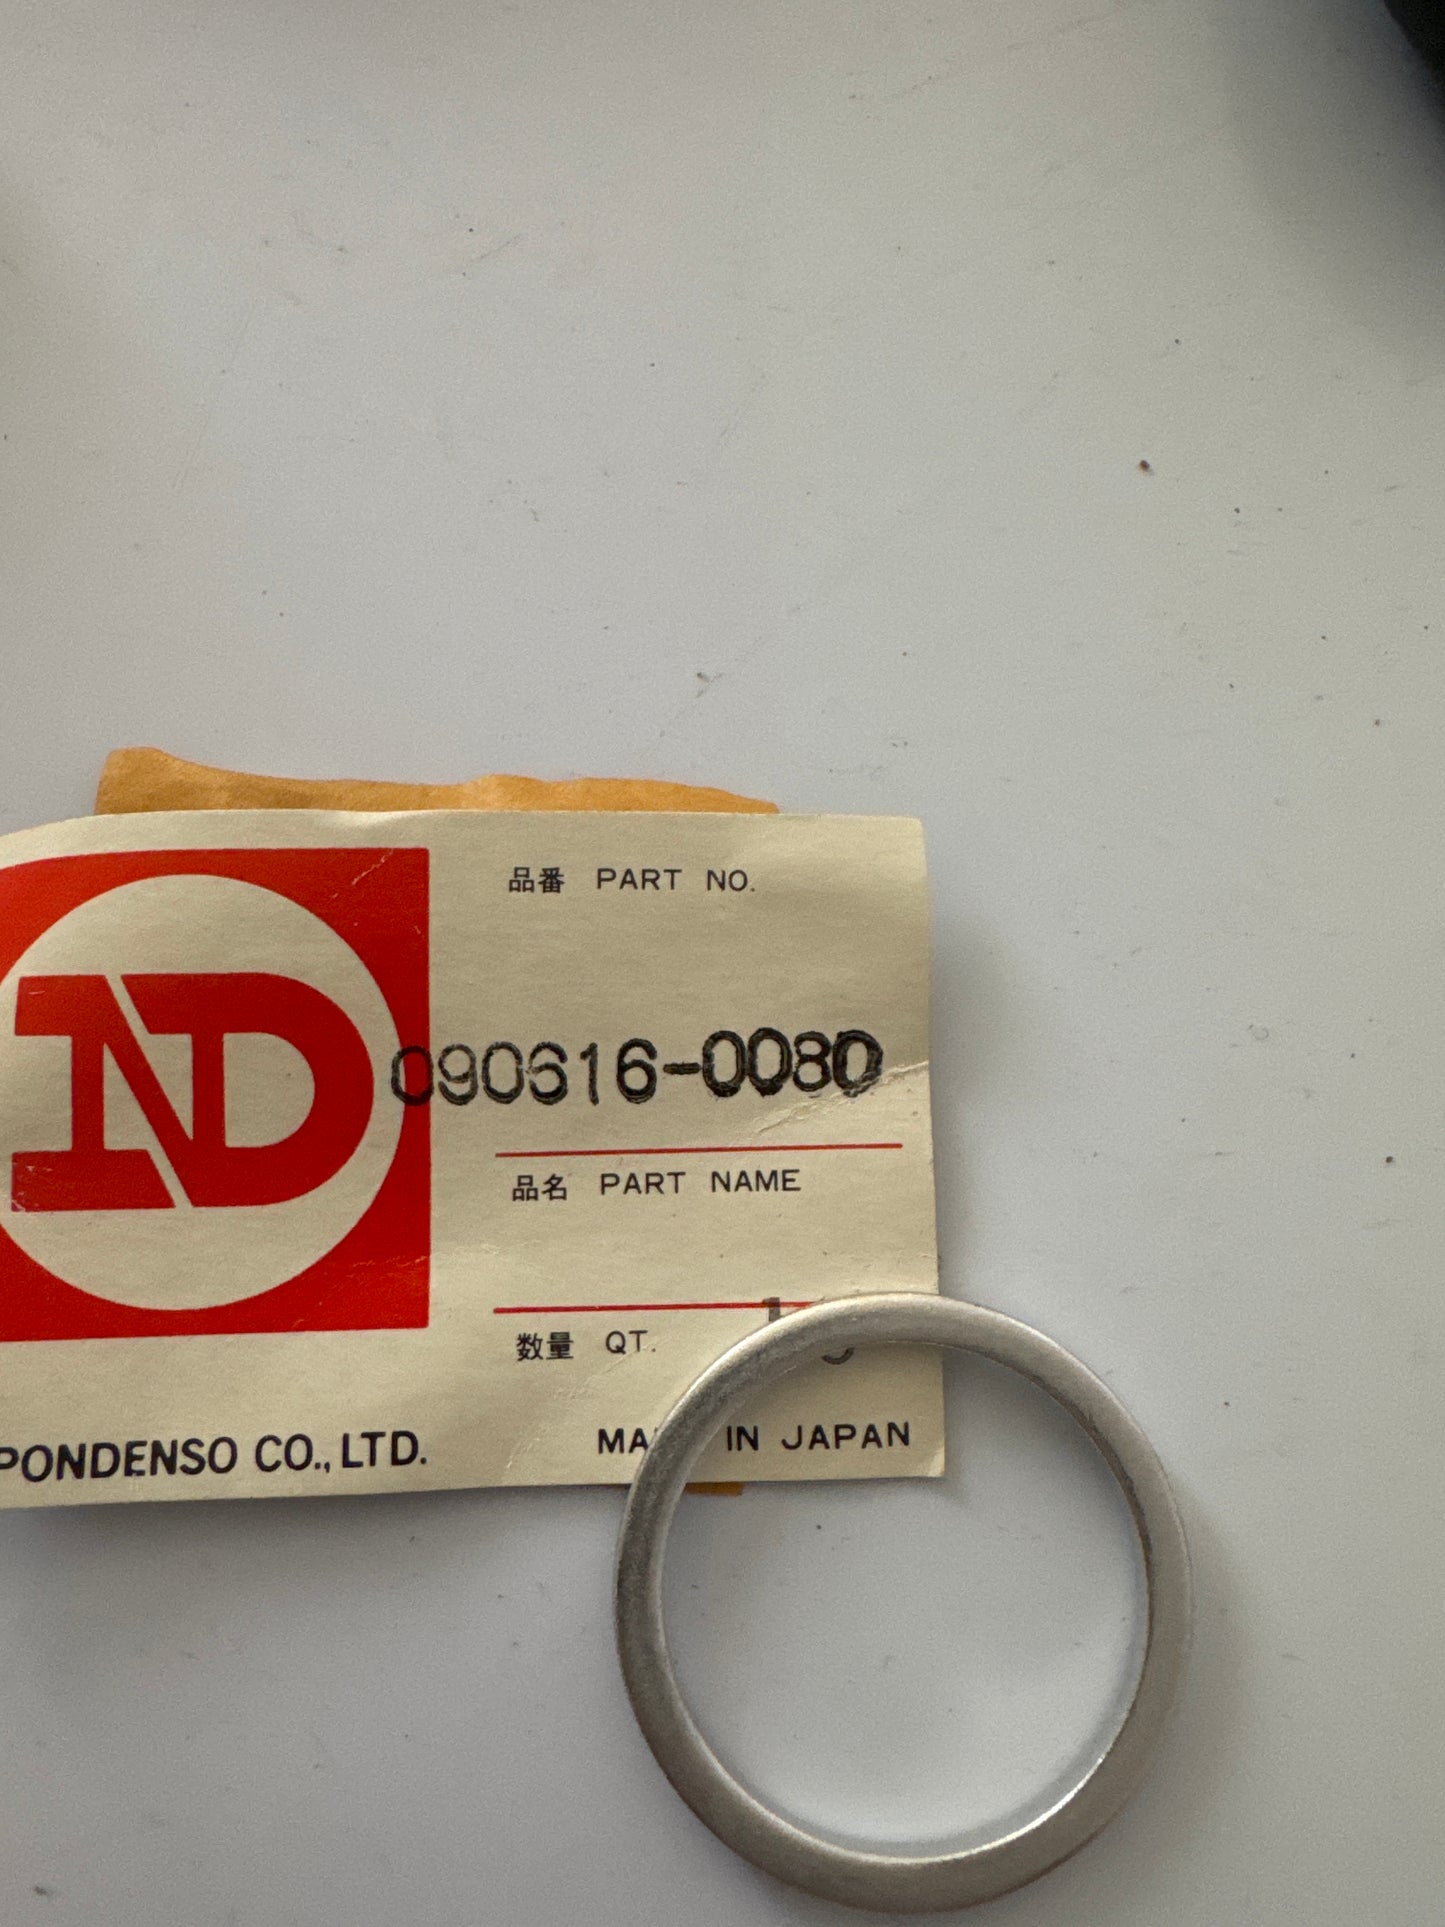 品番 PART NO.
ND
090616-0080
品名 PART NAME
数量 QT.
PONDENSO CO., LTD.
MA IN JAPAN